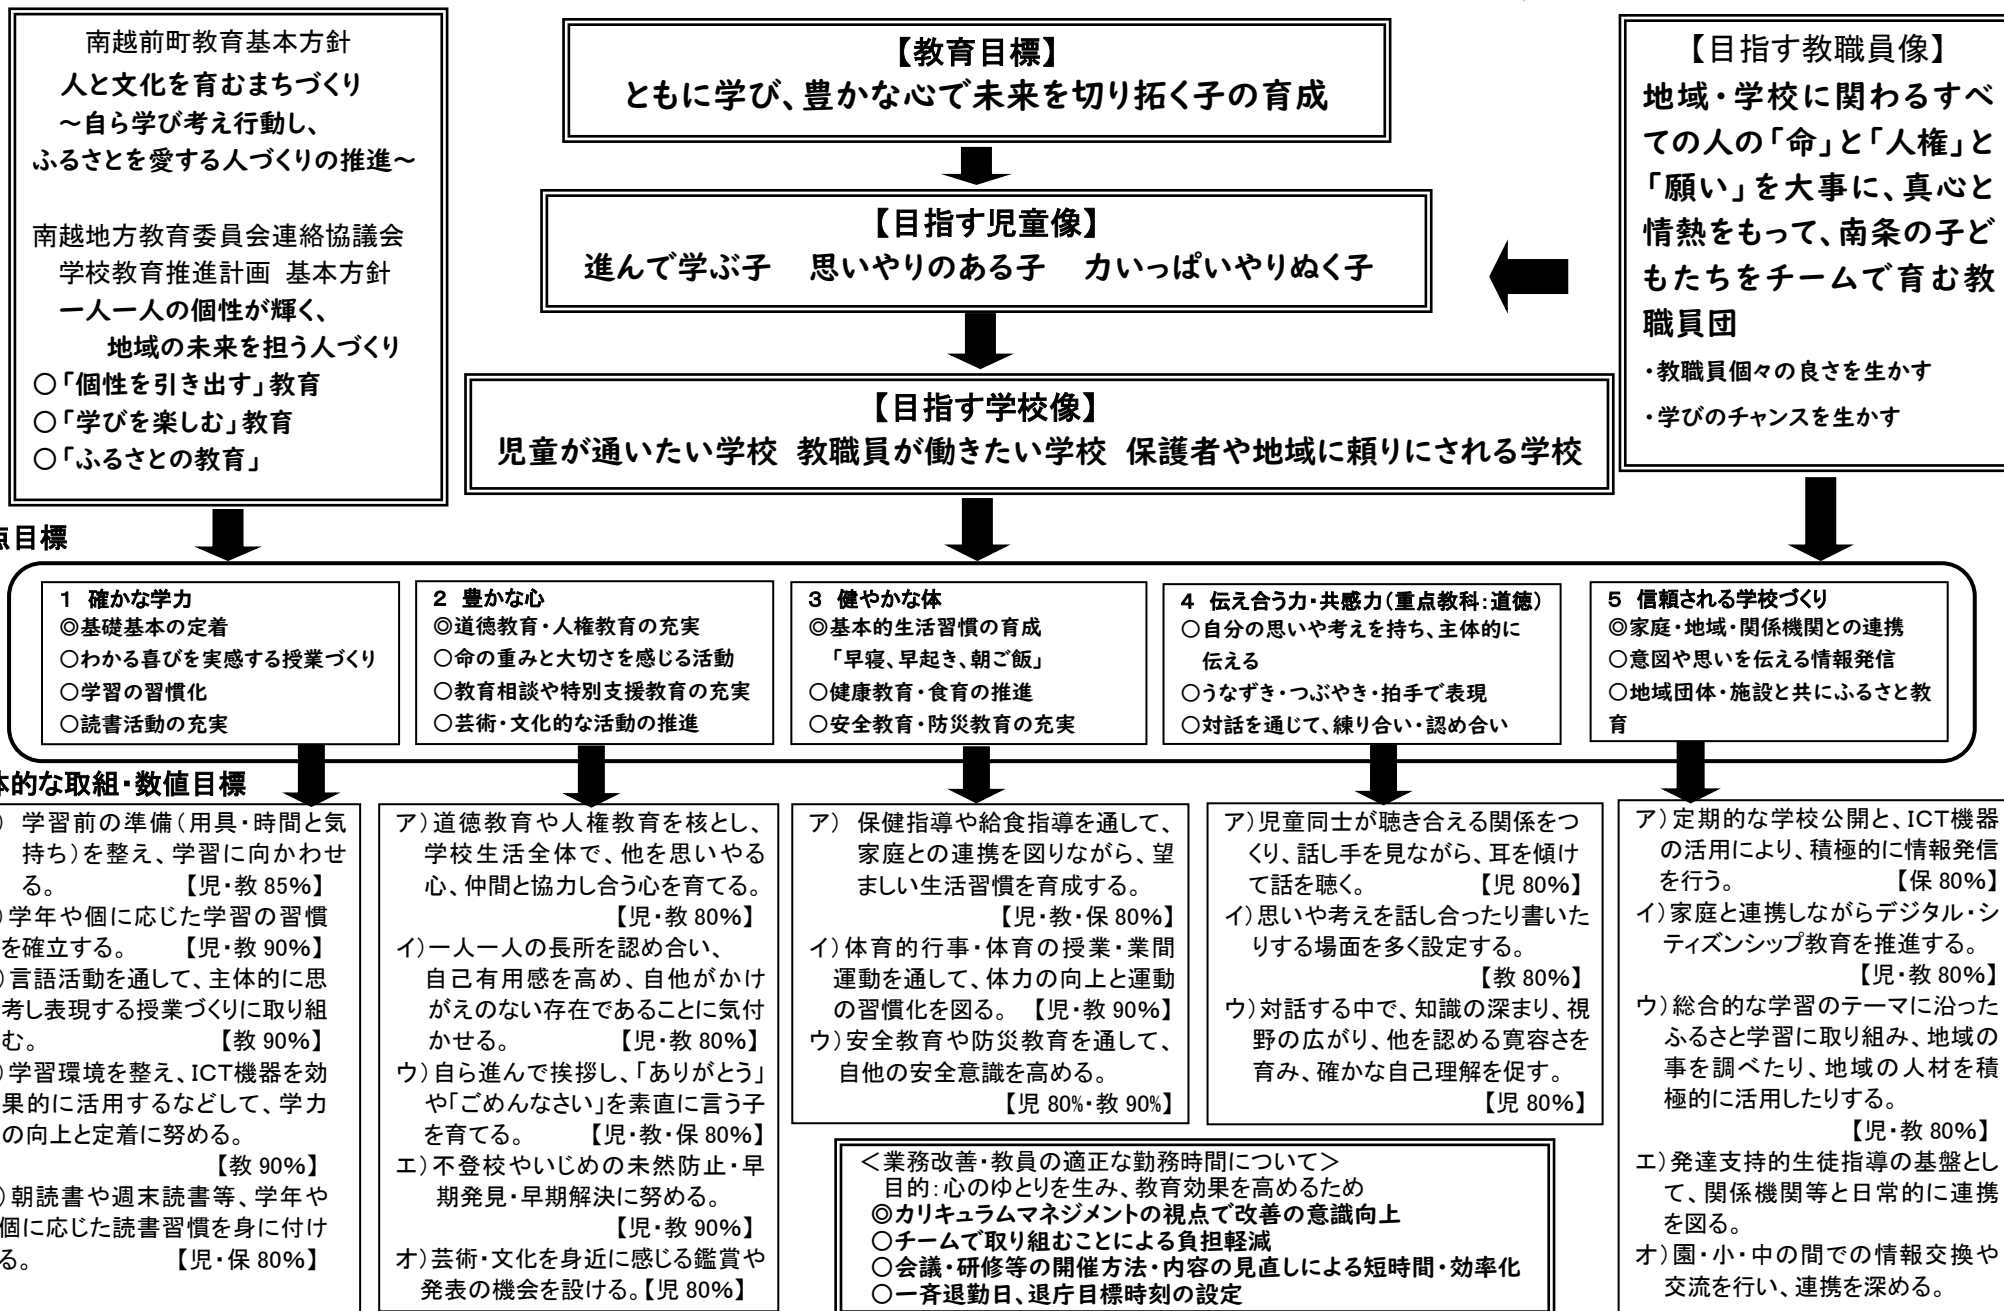 南越前町教育基本方針
人と文化を育むまちづくり
～自ら学び考え行動し、
ふるさとを愛する人づくりの推進～
南越地方教育委員会連絡協議会
学校教育推進計画 基本方針
一人一人の個性が輝く、
地域の未来を担う人づくり
○「個性を引き出す」教育
○「学びを楽しむ」教育
○「ふるさとの教育」
【教育目標】
ともに学び、豊かな心で未来を切り拓く子の育成
【目指す児童像】
進んで学ぶ子 思いやりのある子 力いっぱいやりぬく子
【目指す学校像】
児童が通いたい学校 教職員が働きたい学校 保護者や地域に頼りにされる学校
【目指す教職員像】
地域・学校に関わるすべ
ての人の「命」と「人権」と
「願い」を大事に、真心と
情熱をもって、南条の子ど
もたちをチームで育む教
職員団
・教職員個々の良さを生かす
・学びのチャンスを生かす
点目標
1 確かな学力
◎基礎基本の定着
○わかる喜びを実感する授業づくり
○学習の習慣化
○読書活動の充実
2 豊かな心
◎道徳教育・人権教育の充実
○命の重みと大切さを感じる活動
○教育相談や特別支援教育の充実
○芸術・文化的な活動の推進
3 健やかな体
◎基本的生活習慣の育成
「早寝、早起き、朝ご飯」
○健康教育・食育の推進
○安全教育・防災教育の充実
4 伝え合う力・共感力(重点教科:道徳)
○自分の思いや考えを持ち、主体的に
伝える
○うなずき・つぶやき・拍手で表現
○対話を通じて、練り合い・認め合い
5 信頼される学校づくり
◎家庭・地域・関係機関との連携
○意図や思いを伝える情報発信
○地域団体・施設と共にふるさと教
育
体的な取組・数値目標
) 学習前の準備(用具・時間と気
持ち)を整え、学習に向かわせ
る。 【児・教 85%】
)学年や個に応じた学習の習慣
を確立する。 【児・教 90%】
)言語活動を通して、主体的に思
考し表現する授業づくりに取り組
む。 【教 90%】
)学習環境を整え、ICT機器を効
果的に活用するなどして、学力
の向上と定着に努める。
【教 90%】
)朝読書や週末読書等、学年や
個に応じた読書習慣を身に付け
る。 【児・保 80%】
ア)道徳教育や人権教育を核とし、
学校生活全体で、他を思いやる
心、仲間と協力し合う心を育てる。
【児・教 80%】
イ)一人一人の長所を認め合い、
自己有用感を高め、自他がかけ
がえのない存在であることに気付
かせる。 【児・教 80%】
ウ)自ら進んで挨拶し、「ありがとう」
や「ごめんなさい」を素直に言う子
を育てる。 【児・教・保 80%】
エ)不登校やいじめの未然防止・早
期発見・早期解決に努める。
【児・教 90%】
オ)芸術・文化を身近に感じる鑑賞や
発表の機会を設ける。【児 80%】
ア) 保健指導や給食指導を通して、
家庭との連携を図りながら、望
ましい生活習慣を育成する。
【児・教・保 80%】
イ)体育的行事・体育の授業・業間
運動を通して、体力の向上と運動
の習慣化を図る。 【児・教 90%】
ウ)安全教育や防災教育を通して、
自他の安全意識を高める。
【児 80%・教 90%】
ア)児童同士が聴き合える関係をつ
くり、話し手を見ながら、耳を傾け
て話を聴く。 【児 80%】
イ)思いや考えを話し合ったり書いた
りする場面を多く設定する。
【教 80%】
ウ)対話する中で、知識の深まり、視
野の広がり、他を認める寛容さを
育み、確かな自己理解を促す。
【児 80%】
ア)定期的な学校公開と、ICT機器
の活用により、積極的に情報発信
を行う。 【保 80%】
イ)家庭と連携しながらデジタル・シ
ティズンシップ教育を推進する。
【児・教 80%】
ウ)総合的な学習のテーマに沿った
ふるさと学習に取り組み、地域の
事を調べたり、地域の人材を積
極的に活用したりする。
【児・教 80%】
エ)発達支持的生徒指導の基盤とし
て、関係機関等と日常的に連携
を図る。
オ)園・小・中の間での情報交換や
交流を行い、連携を深める。
＜業務改善・教員の適正な勤務時間について＞
目的:心のゆとりを生み、教育効果を高めるため
◎カリキュラムマネジメントの視点で改善の意識向上
○チームで取り組むことによる負担軽減
○会議・研修等の開催方法・内容の見直しによる短時間・効率化
○一斉退勤日、退庁目標時刻の設定